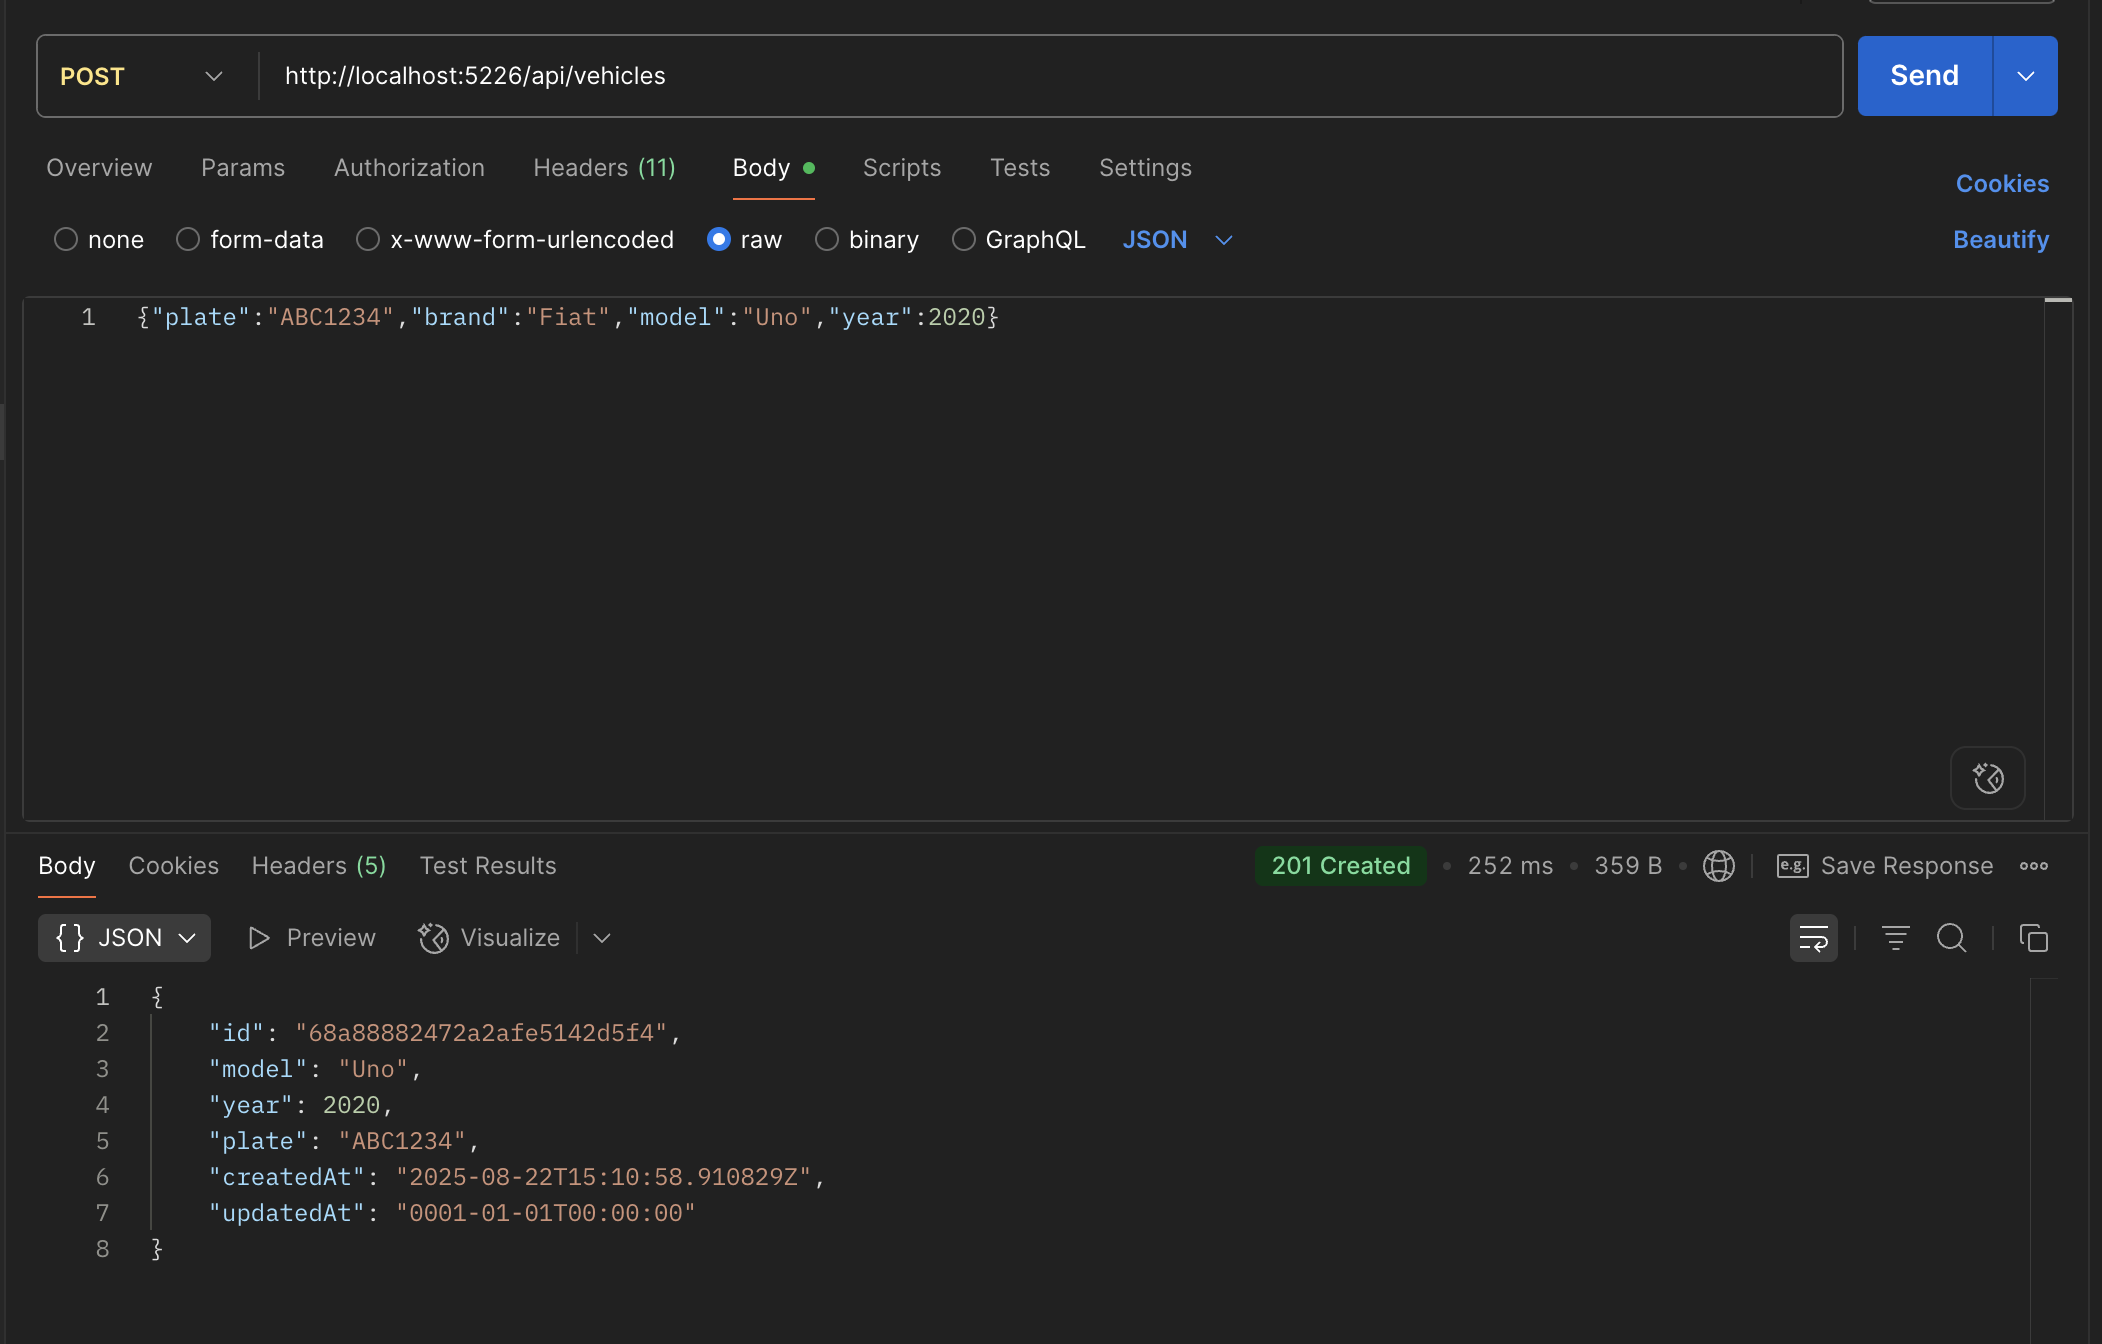 POST http://localhost:5226/api/vehicles Send
Overview Params Authorization Headers (11) Body Scripts Tests Settings Cookies
none form-data x-www-form-urlencoded raw binary GraphQL JSON Beautify
1 {"plate":"ABC1234","brand":"Fiat","model":"Uno","year":2020}
Body Cookies Headers (5) Test Results 201 Created • 252 ms • 359 B • e.g. Save Response
{} JSON Preview Visualize
1 {
2 "id": "68a88882472a2afe5142d5f4",
3 "model": "Uno",
4 "year": 2020,
5 "plate": "ABC1234",
6 "createdAt": "2025-08-22T15:10:58.910829Z",
7 "updatedAt": "0001-01-01T00:00:00"
8 }